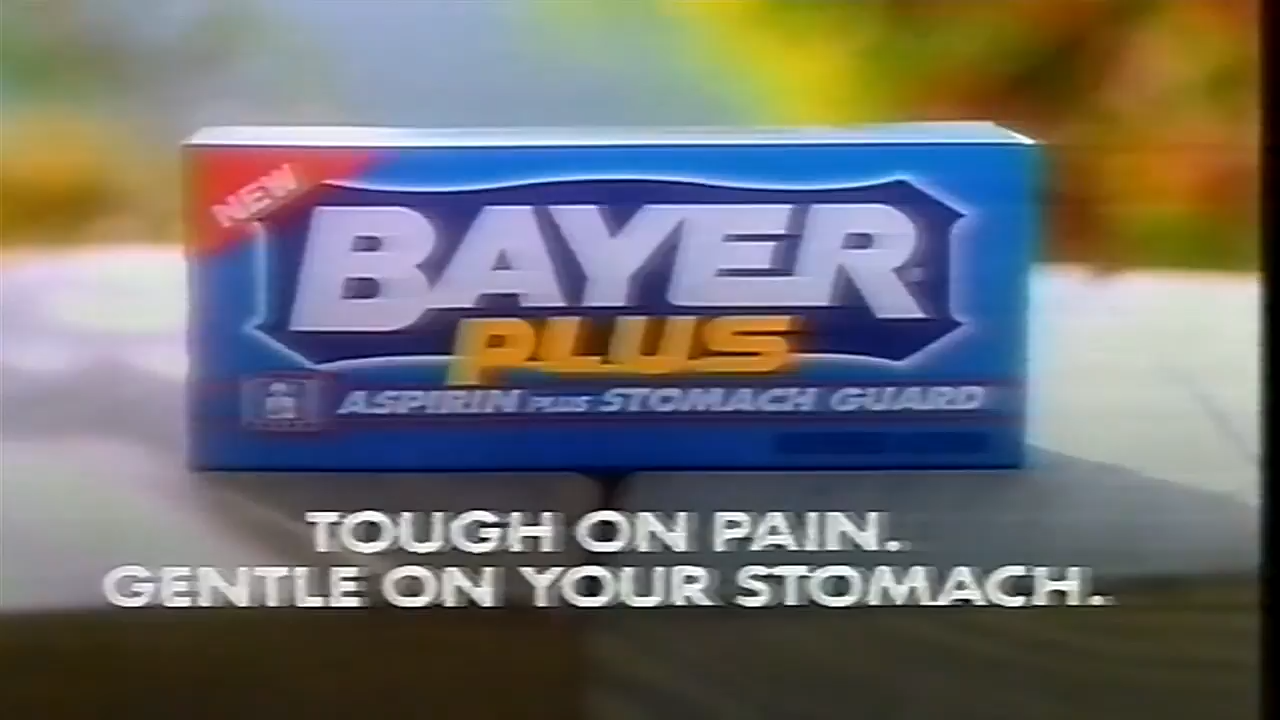 NEW
BAYER
PLUS
ASPIRIN PLUS STOMACH GUARD
TOUGH ON PAIN.
GENTLE ON YOUR STOMACH.